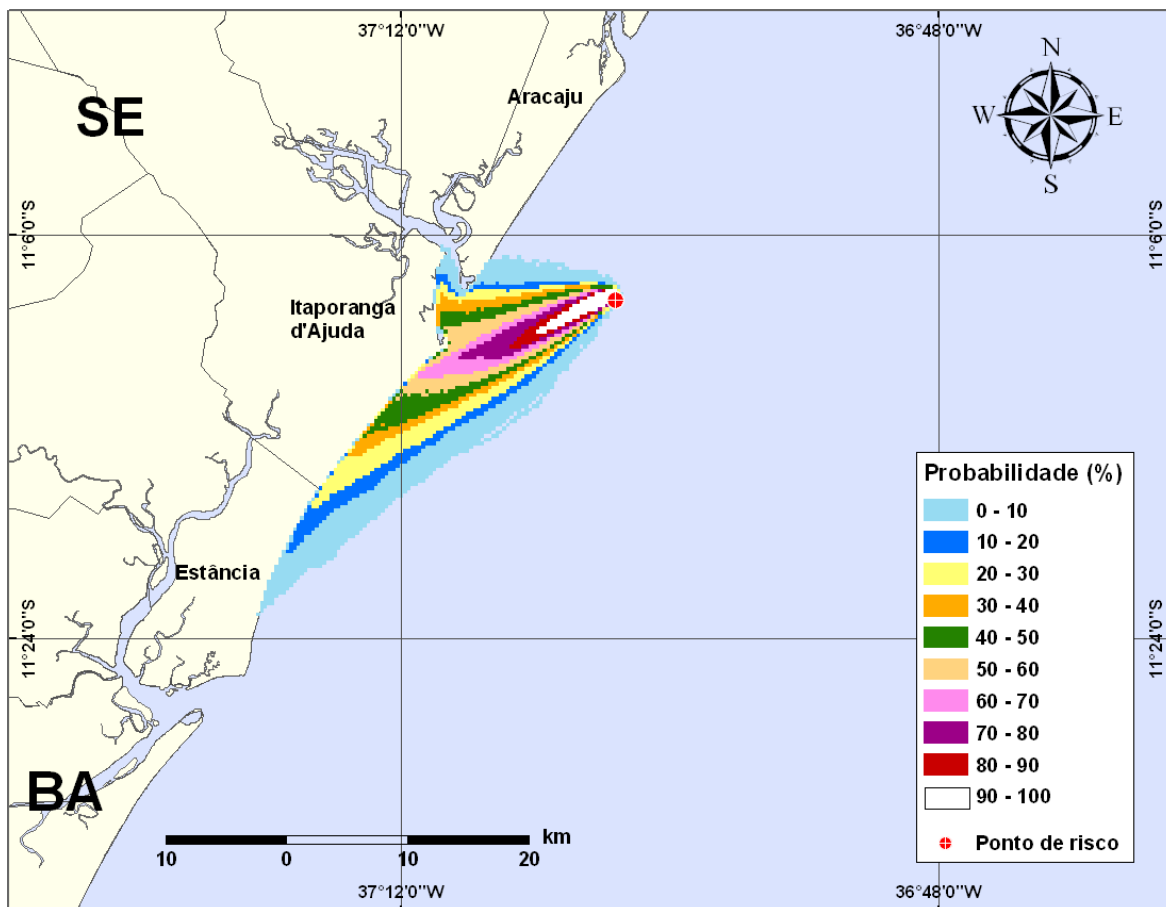 37°12'0"W
36°48'0"W
N
W
E
S
SE
Aracaju
11°6'0"S
11°6'0"S
Itaporanga
d'Ajuda
Probabilidade (%)
0 - 10
10 - 20
20 - 30
30 - 40
40 - 50
50 - 60
60 - 70
70 - 80
80 - 90
90 - 100
Ponto de risco
Estância
11°24'0"S
11°24'0"S
BA
km
10
0
10
20
37°12'0"W
36°48'0"W